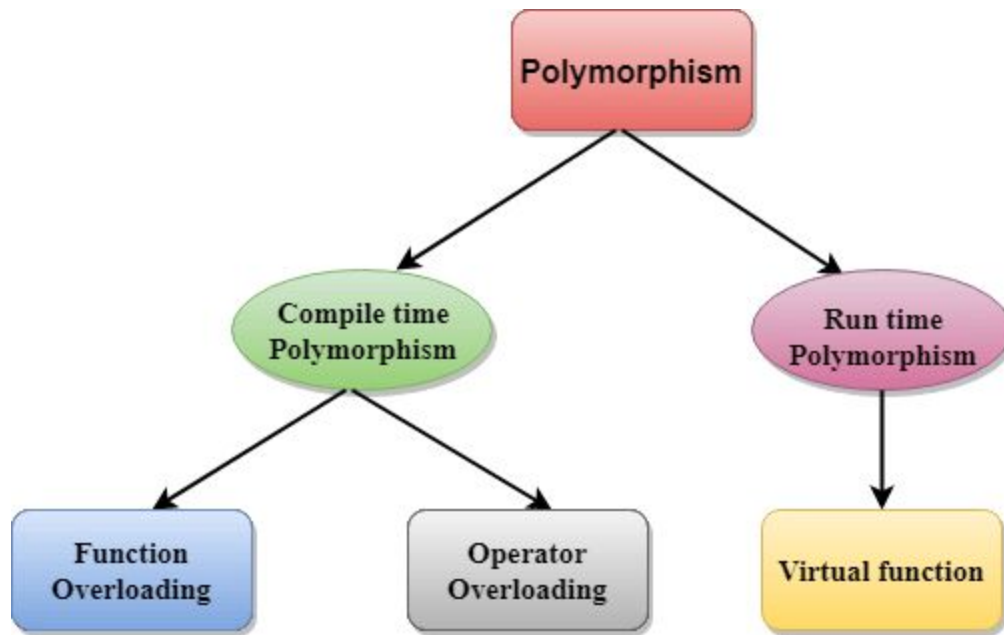 Polymorphism
Compile time
Polymorphism
Run time
Polymorphism
Function
Overloading
Operator
Overloading
Virtual function